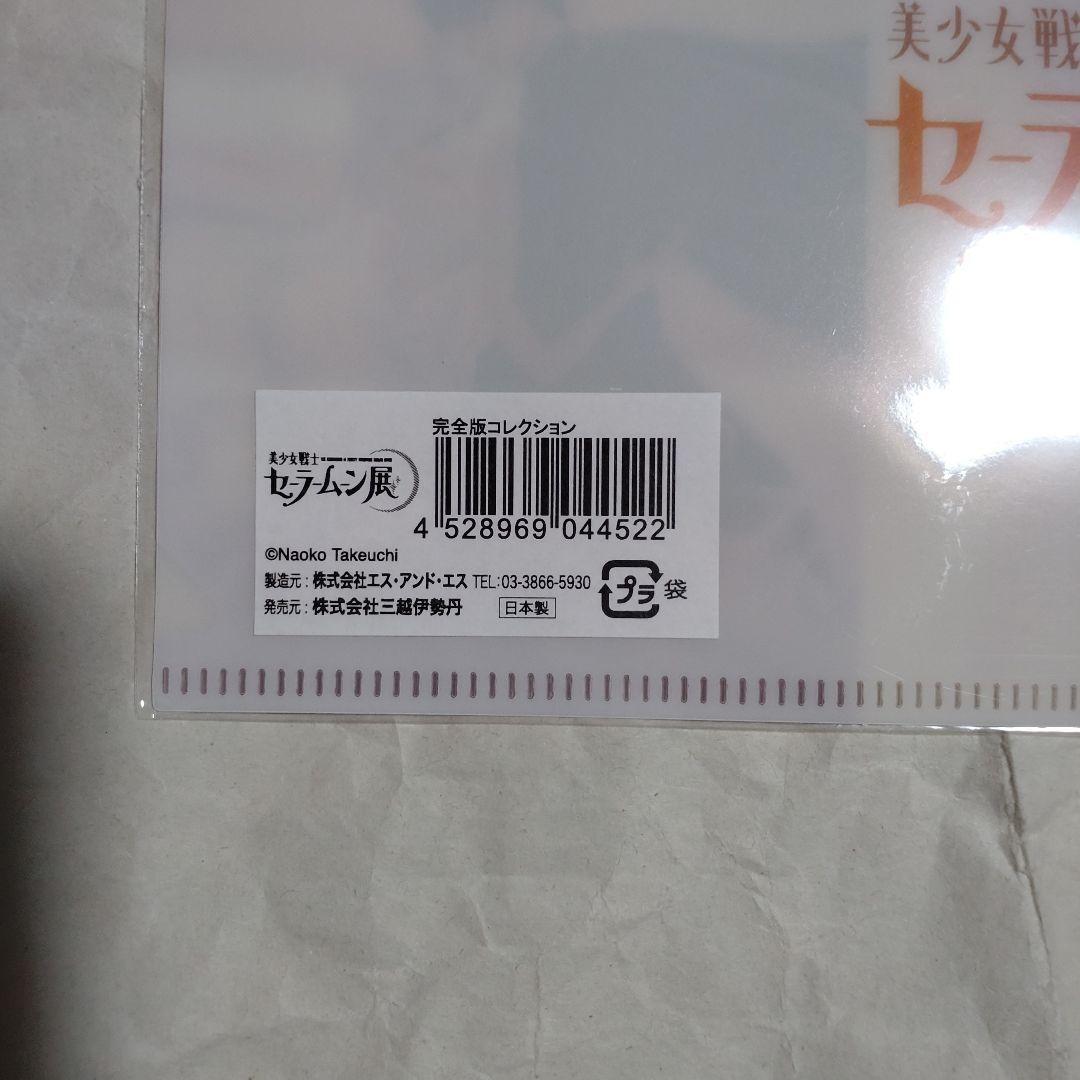 美少女戦
セーラ
完全版コレクション
美少女戦士
セーラームーン展
4 528969 044522
©Naoko Takeuchi
製造元：株式会社エス・アンド・エス TEL:03-3866-5930
発売元：株式会社三越伊勢丹 日本製
プラ 袋